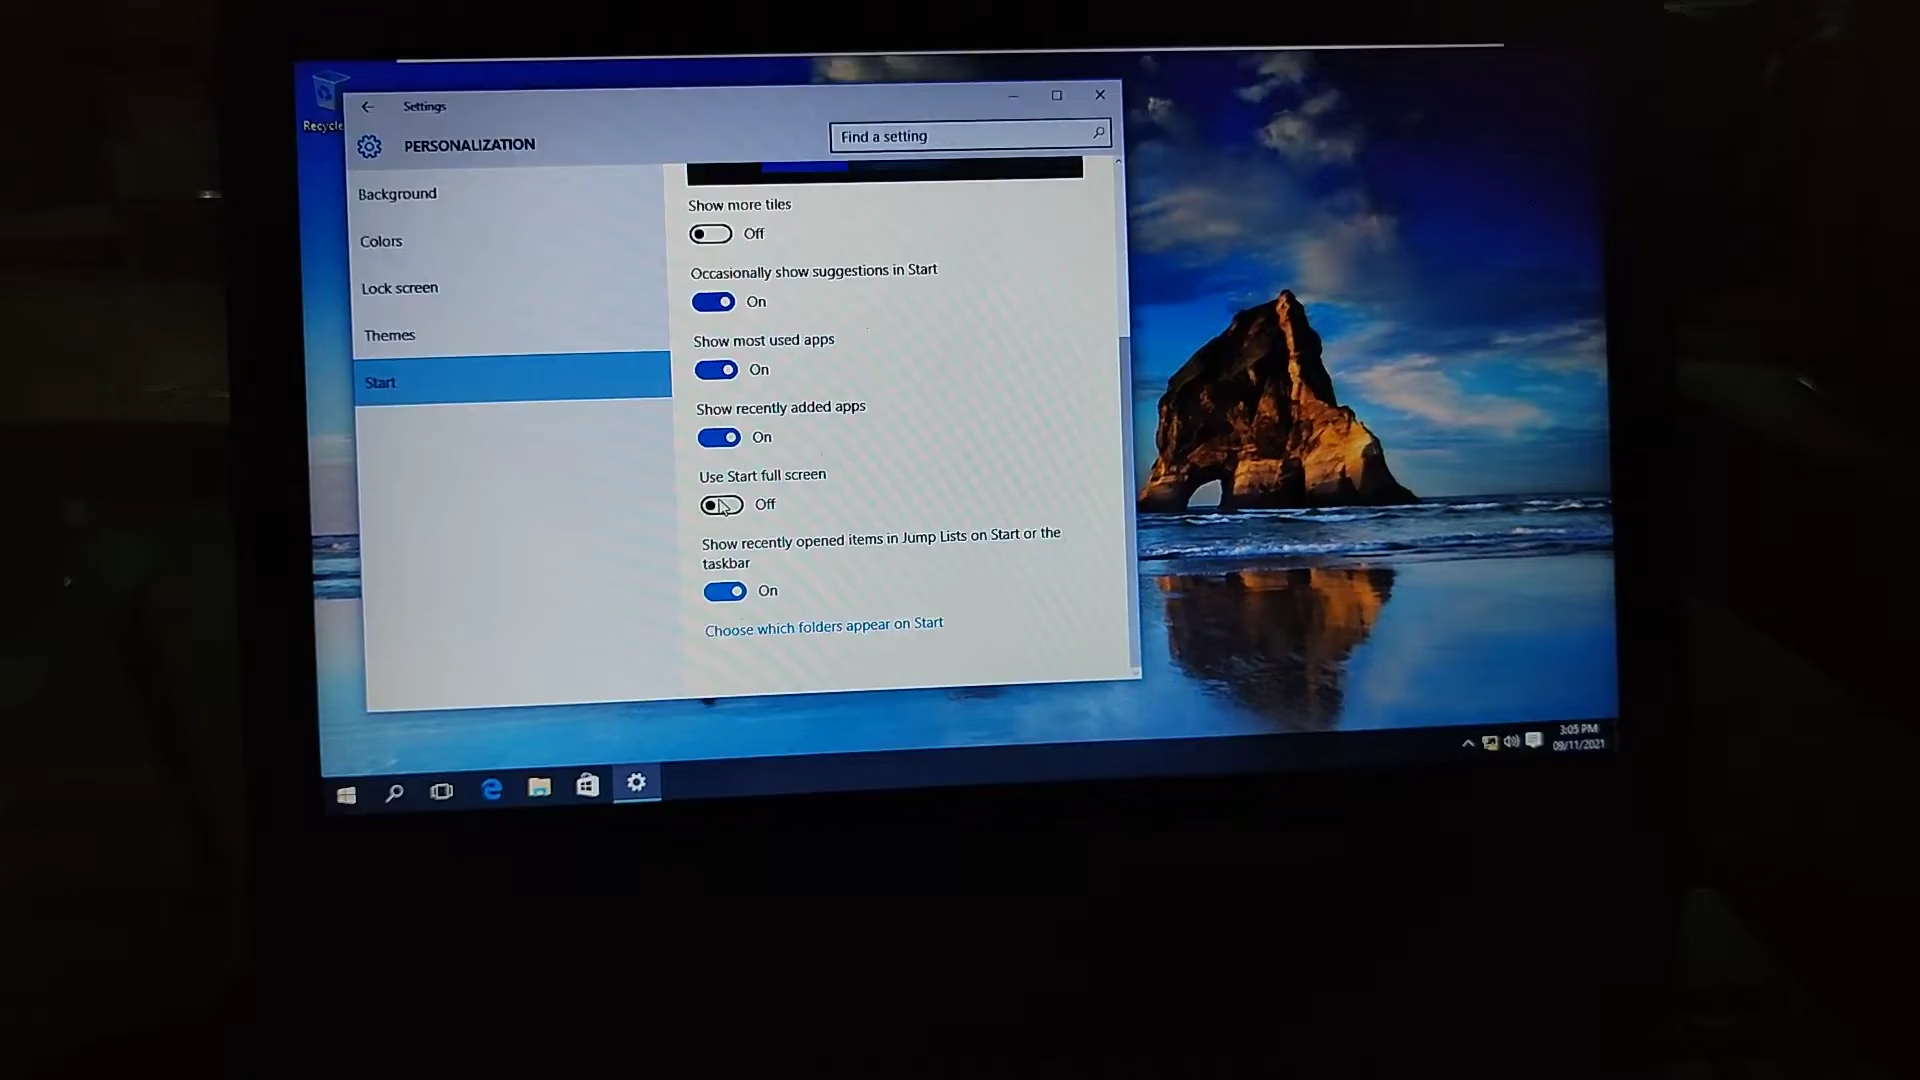 Recycle
Settings
PERSONALIZATION
Find a setting
Background
Colors
Lock screen
Themes
Start
Show more tiles
Off
Occasionally show suggestions in Start
On
Show most used apps
On
Show recently added apps
On
Use Start full screen
Off
Show recently opened items in Jump Lists on Start or the
taskbar
On
Choose which folders appear on Start
3:05 PM
09/11/2021